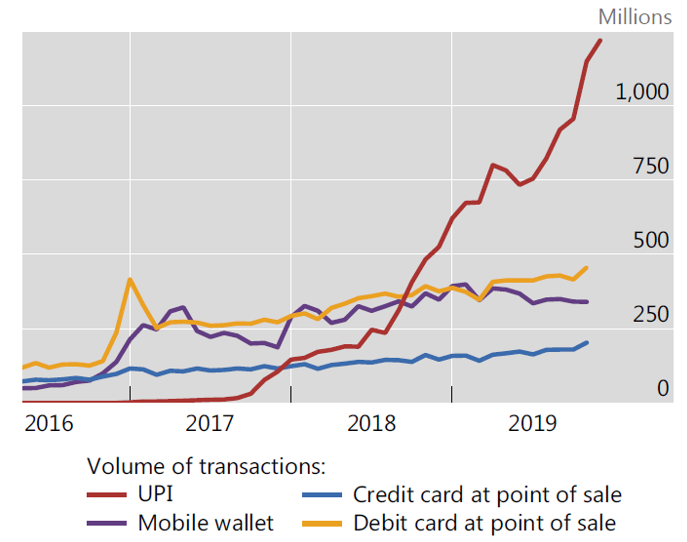 Millions
1,000
750
500
250
0
2016 2017 2018 2019
Volume of transactions:
UPI Credit card at point of sale
Mobile wallet Debit card at point of sale